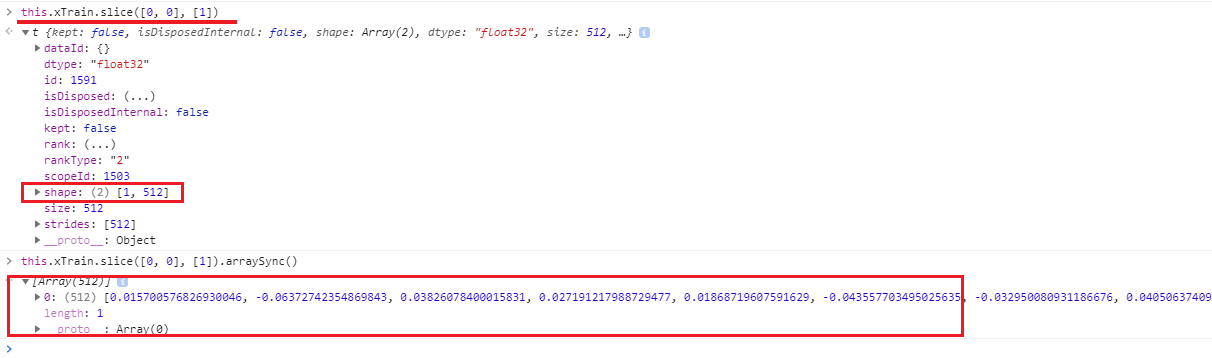 this.xTrain.slice([0, 0], [1])
t {kept: false, isDisposedInternal: false, shape: Array(2), dtype: "float32", size: 512, …}
dataId: {}
dtype: "float32"
id: 1591
isDisposed: (...)
isDisposedInternal: false
kept: false
rank: (...)
rankType: "2"
scopeId: 1503
shape: (2) [1, 512]
size: 512
strides: [512]
__proto__: Object
this.xTrain.slice([0, 0], [1]).arraySync()
[Array(512)]
0: (512) [0.015700576826930046, -0.06372742354869843, 0.03826078400015831, 0.027191217988729477, 0.01868719607591629, -0.043557703495025635, -0.032950080931186676, 0.04050637409
length: 1
__proto__: Array(0)